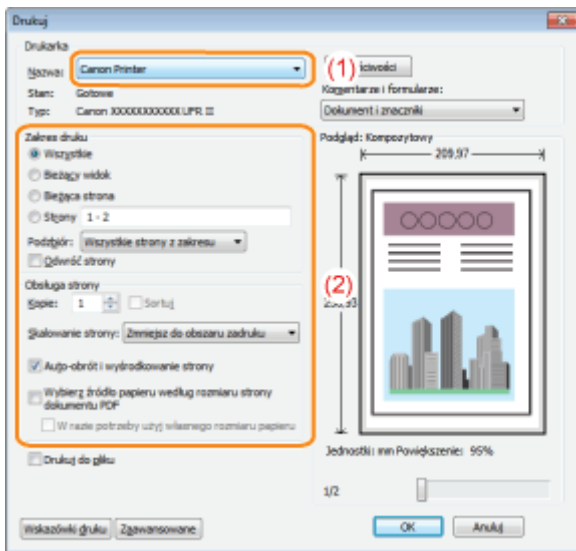 Drukuj
Drukarka
Nazwa: Canon Printer
(1)
Stan: Gotowe
Typ: Canon XXXXXXXXXXX UFR II
Komentarze i formularze:
Dokument i znaczniki
Zakres druku
Wszystkie
Bieżący widok
Bieżąca strona
Strony 1 - 2
Podzbiór: Wszystkie strony z zakresu
Odwróć strony
Obsługa strony
Kopie: 1 Sortuj
Skalowanie strony: Zmniejsz do obszaru zadruku
Auto-obrót i wyśrodkowanie strony
Wybierz źródło papieru według rozmiaru strony
dokumentu PDF
W razie potrzeby użyj własnego rozmiaru papieru
Drukuj do pliku
Podgląd: Kompozytowy
209,97
(2)
Jednostki: mm Powiększenie: 95%
1/2
Wskazówki druku Zaawansowane OK Anuluj